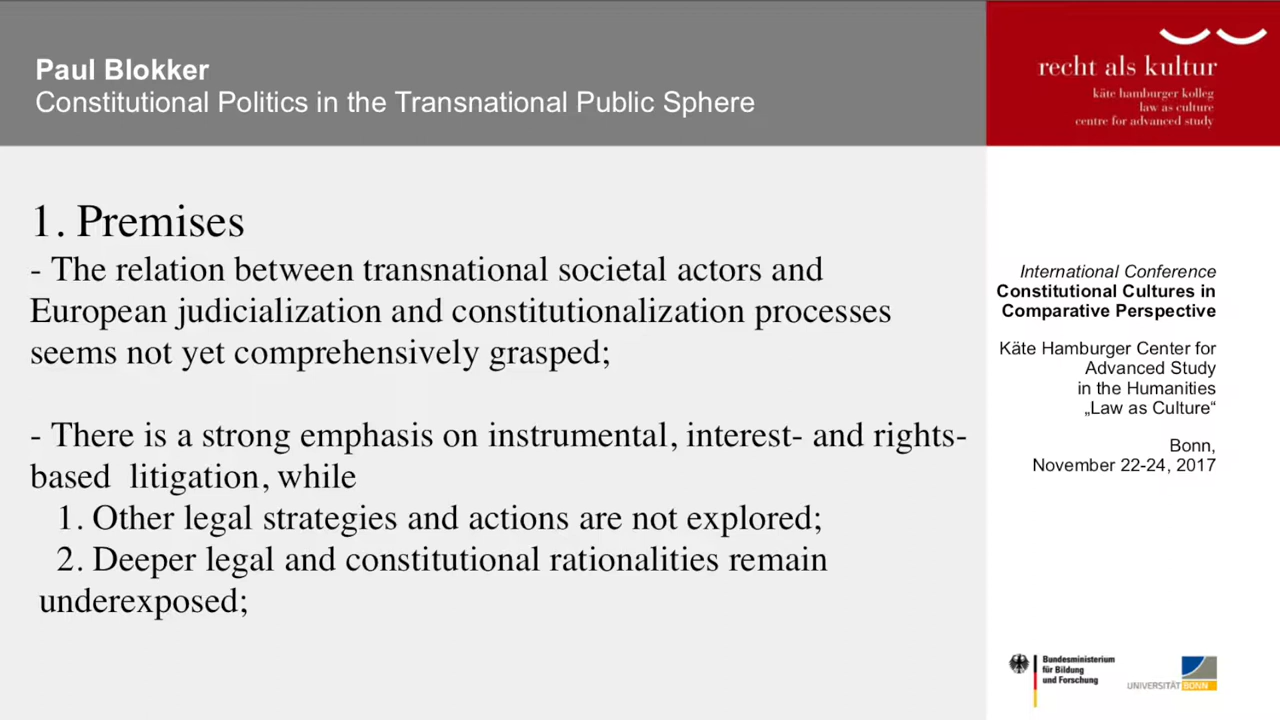 Paul Blokker
Constitutional Politics in the Transnational Public Sphere
recht als kultur
käte hamburger kolleg
law as culture
centre for advanced study
1. Premises
- The relation between transnational societal actors and
European judicialization and constitutionalization processes
seems not yet comprehensively grasped;
- There is a strong emphasis on instrumental, interest- and rights-
based litigation, while
1. Other legal strategies and actions are not explored;
2. Deeper legal and constitutional rationalities remain
underexposed;
International Conference
Constitutional Cultures in
Comparative Perspective
Käte Hamburger Center for
Advanced Study
in the Humanities
„Law as Culture“
Bonn,
November 22-24, 2017
Bundesministerium
für Bildung
und Forschung
UNIVERSITÄT BONN